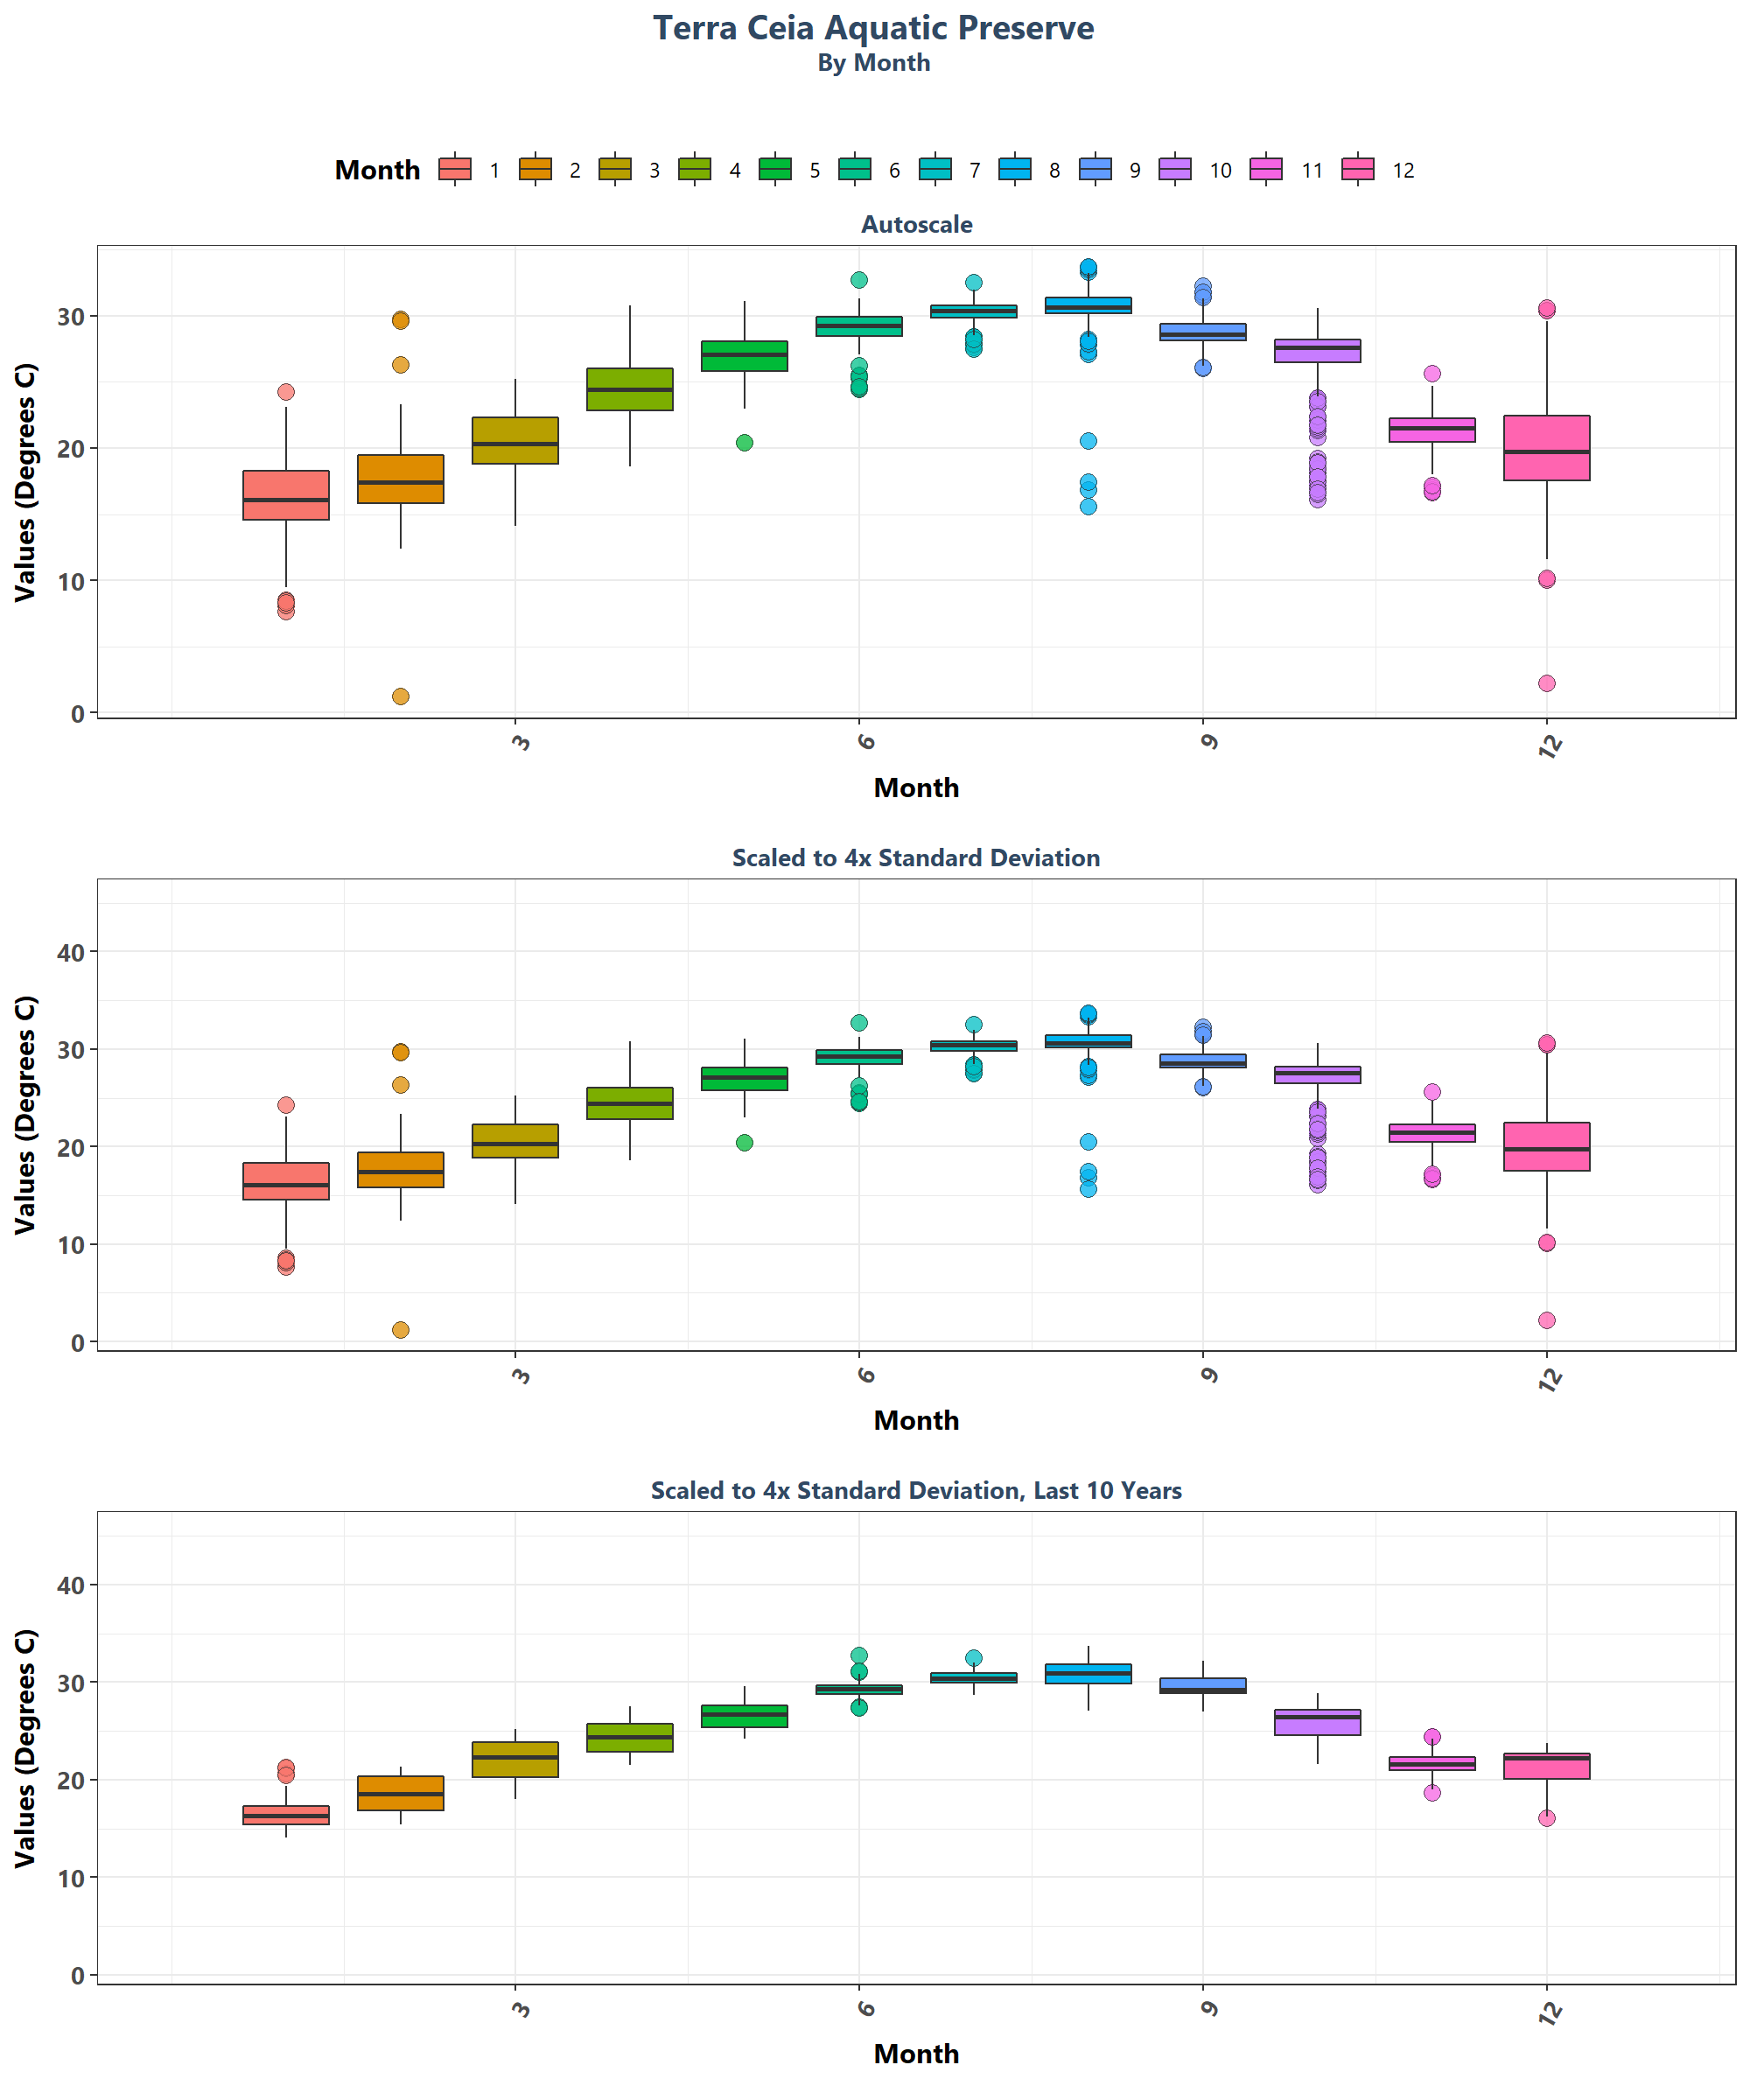 Terra Ceia Aquatic Preserve
By Month
Month 1 2 3 4 5 6 7 8 9 10 11 12
Autoscale
Values (Degrees C)
30
20
10
0
3 6 9 12
Month
Scaled to 4x Standard Deviation
Values (Degrees C)
40
30
20
10
0
3 6 9 12
Month
Scaled to 4x Standard Deviation, Last 10 Years
Values (Degrees C)
40
30
20
10
0
3 6 9 12
Month